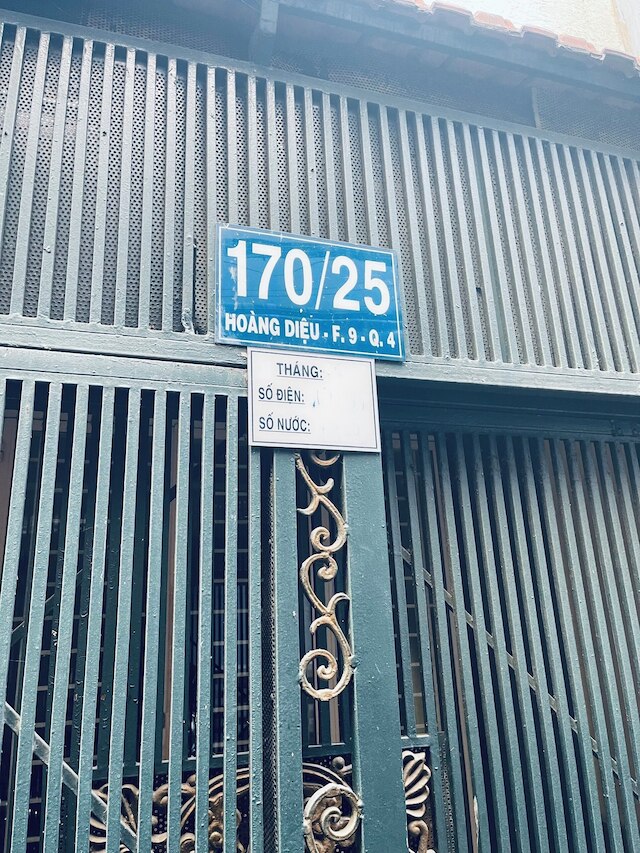 170/25
HOÀNG DIỆU - F. 9 - Q. 4
THÁNG:
SỐ ĐIỆN:
SỐ NƯỚC: